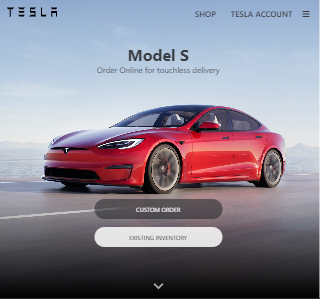 TESLA
SHOP
TESLA ACCOUNT
Model S
Order Online for touchless delivery
CUSTOM ORDER
EXISTING INVENTORY